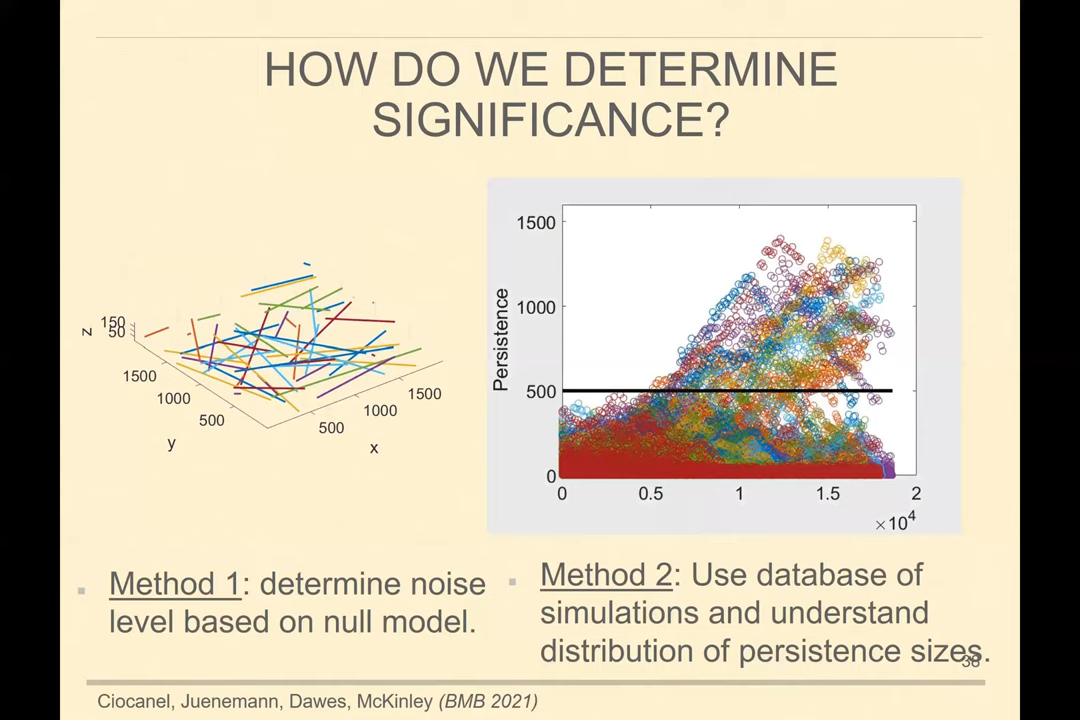 HOW DO WE DETERMINE
SIGNIFICANCE?
z
150
50
1500
1000
500
y
500
1000
1500
x
Persistence
1500
1000
500
0
0
0.5
1
1.5
2
×10⁴
Method 1: determine noise
level based on null model.
Method 2: Use database of
simulations and understand
distribution of persistence sizes.
38
Ciocanel, Juenemann, Dawes, McKinley (BMB 2021)